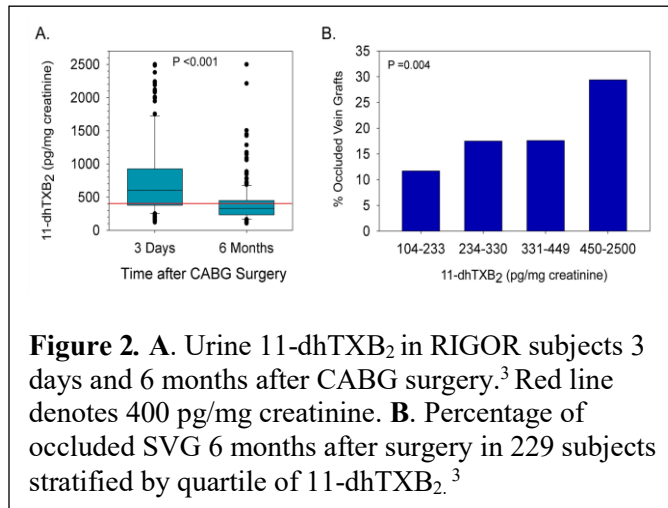 A.
P <0.001
11-dhTXB₂ (pg/mg creatinine)
2500
2000
1500
1000
500
0
3 Days
6 Months
Time after CABG Surgery
B.
P =0.004
% Occluded Vein Grafts
35
30
25
20
15
10
5
0
104-233
234-330
331-449
450-2500
11-dhTXB₂ (pg/mg creatinine)
Figure 2. A. Urine 11-dhTXB₂ in RIGOR subjects 3
days and 6 months after CABG surgery.³ Red line
denotes 400 pg/mg creatinine. B. Percentage of
occluded SVG 6 months after surgery in 229 subjects
stratified by quartile of 11-dhTXB₂. ³